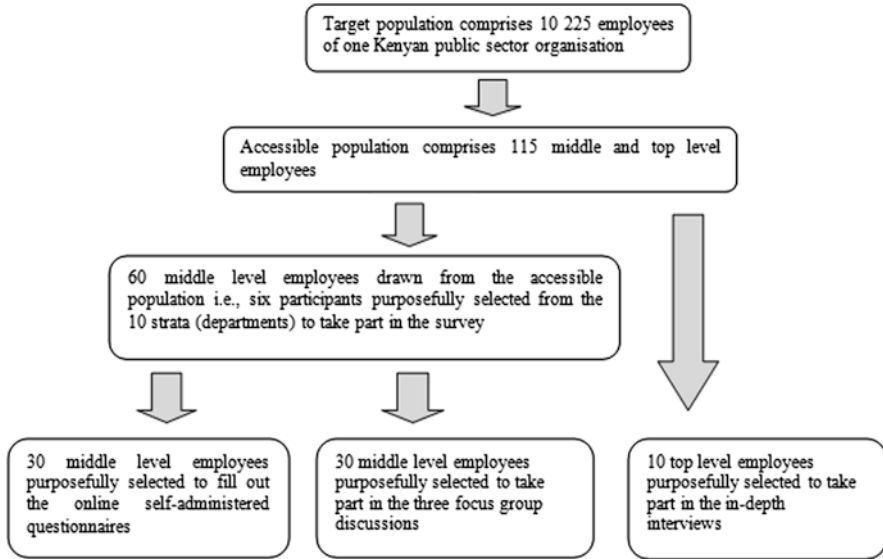 Target population comprises 10 225 employees
of one Kenyan public sector organisation
Accessible population comprises 115 middle and top level
employees
60 middle level employees drawn from the accessible
population i.e., six participants purposefully selected from the
10 strata (departments) to take part in the survey
30 middle level employees
purposefully selected to fill out
the online self-administered
questionnaires
30 middle level employees
purposefully selected to take
part in the three focus group
discussions
10 top level employees
purposefully selected to take
part in the in-depth
interviews